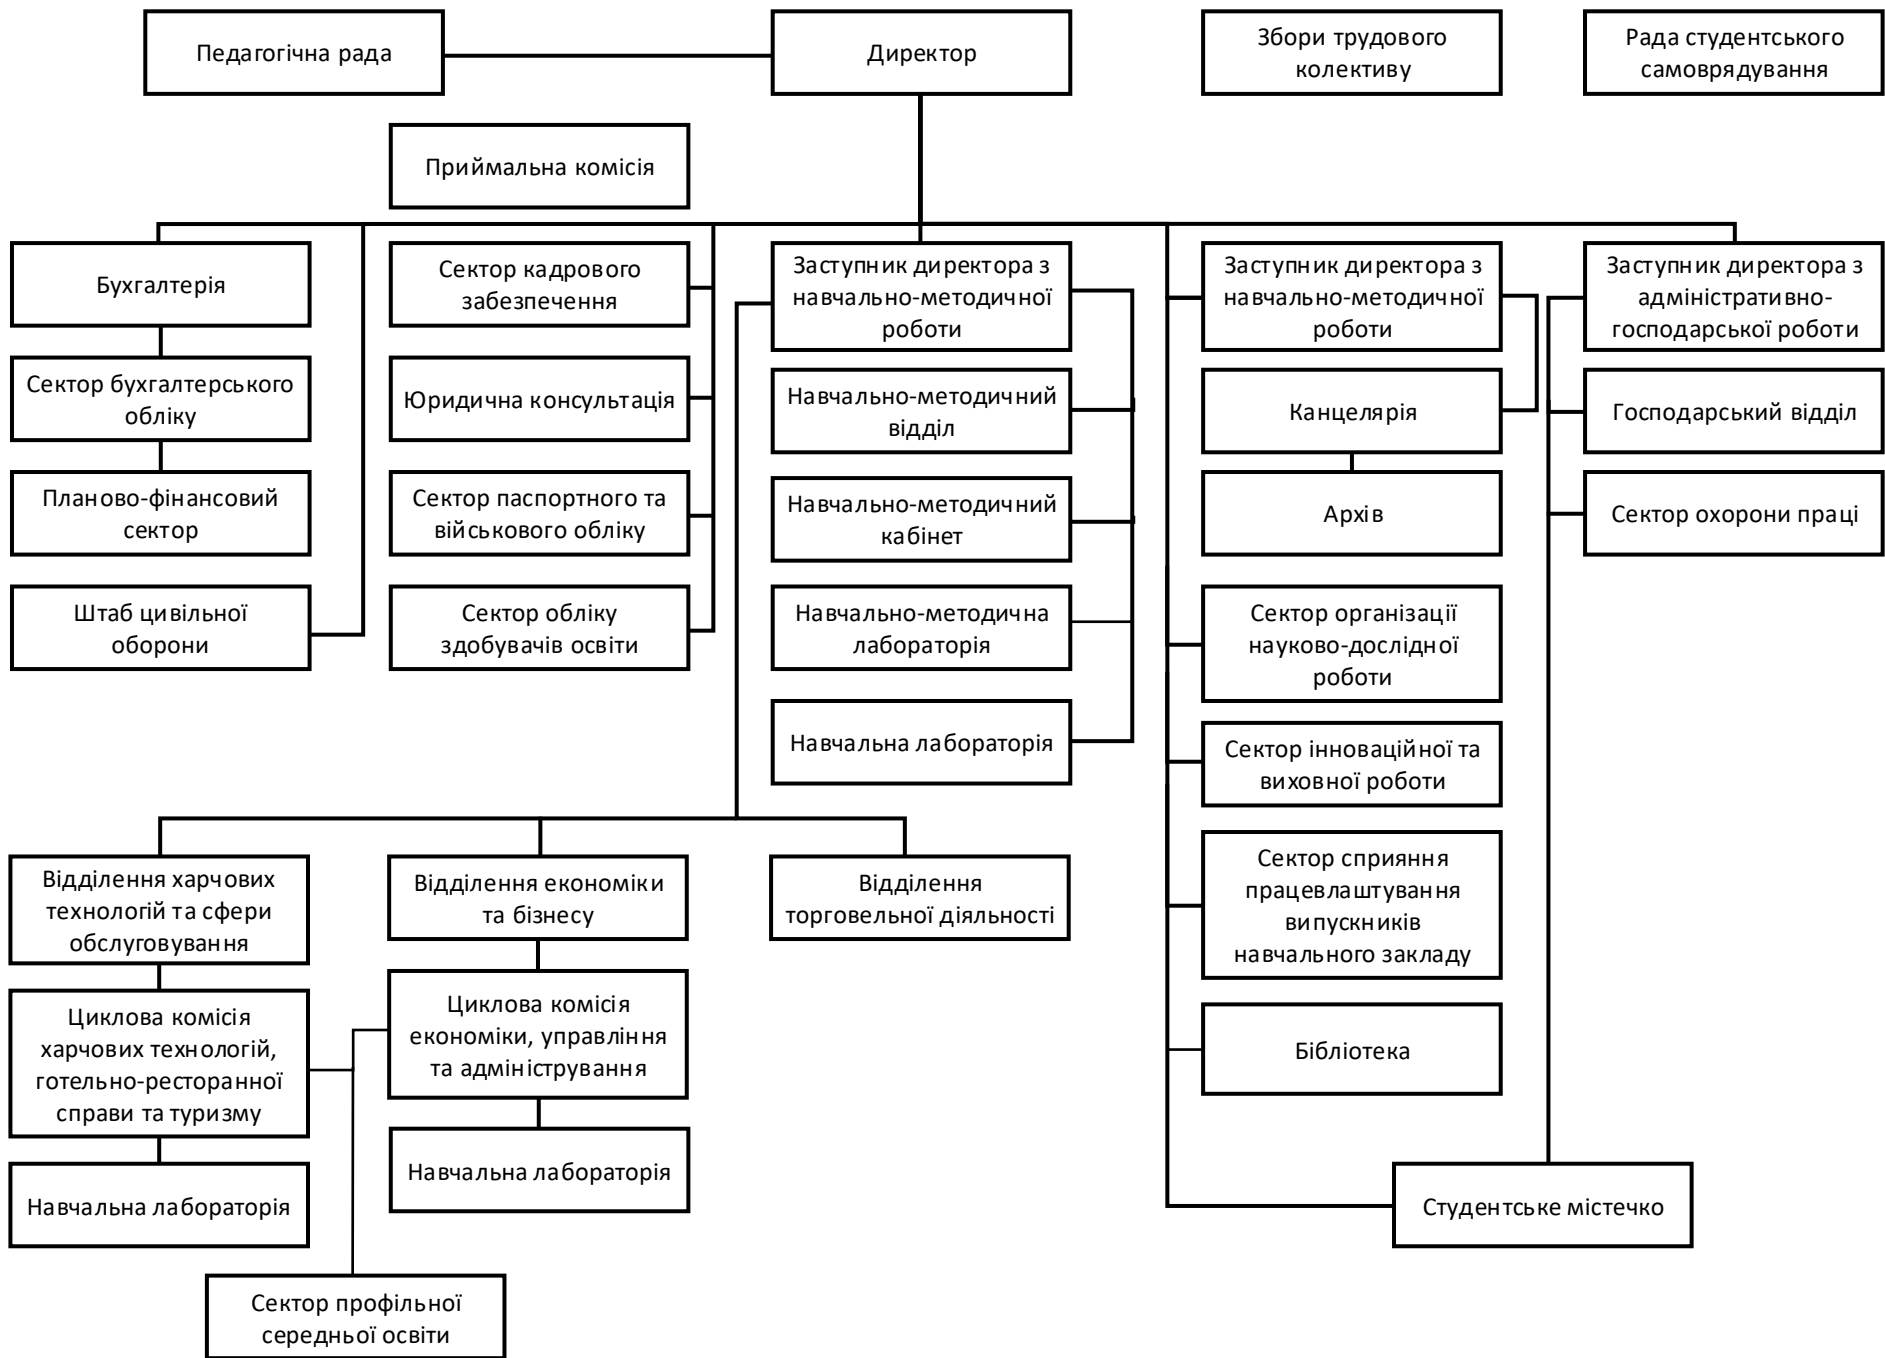 Педагогічна рада
Директор
Збори трудового
колективу
Рада студентського
самоврядування
Приймальна комісія
Бухгалтерія
Сектор бухгалтерського
обліку
Планово-фінансовий
сектор
Штаб цивільної
оборони
Сектор кадрового
забезпечення
Юридична консультація
Сектор паспортного та
військового обліку
Сектор обліку
здобувачів освіти
Заступник директора з
навчально-методичної
роботи
Навчально-методичний
відділ
Навчально-методичний
кабінет
Навчально-методична
лабораторія
Навчальна лабораторія
Заступник директора з
навчально-методичної
роботи
Канцелярія
Архів
Сектор організації
науково-дослідної
роботи
Сектор інноваційної та
виховної роботи
Сектор сприяння
працевлаштування
випускників
навчального закладу
Бібліотека
Заступник директора з
адміністративно-
господарської роботи
Господарський відділ
Сектор охорони праці
Студентське містечко
Відділення харчових
технологій та сфери
обслуговування
Циклова комісія
харчових технологій,
готельно-ресторанної
справи та туризму
Навчальна лабораторія
Відділення економіки
та бізнесу
Циклова комісія
економіки, управління
та адміністрування
Навчальна лабораторія
Відділення
торговельної діяльності
Сектор профільної
середньої освіти